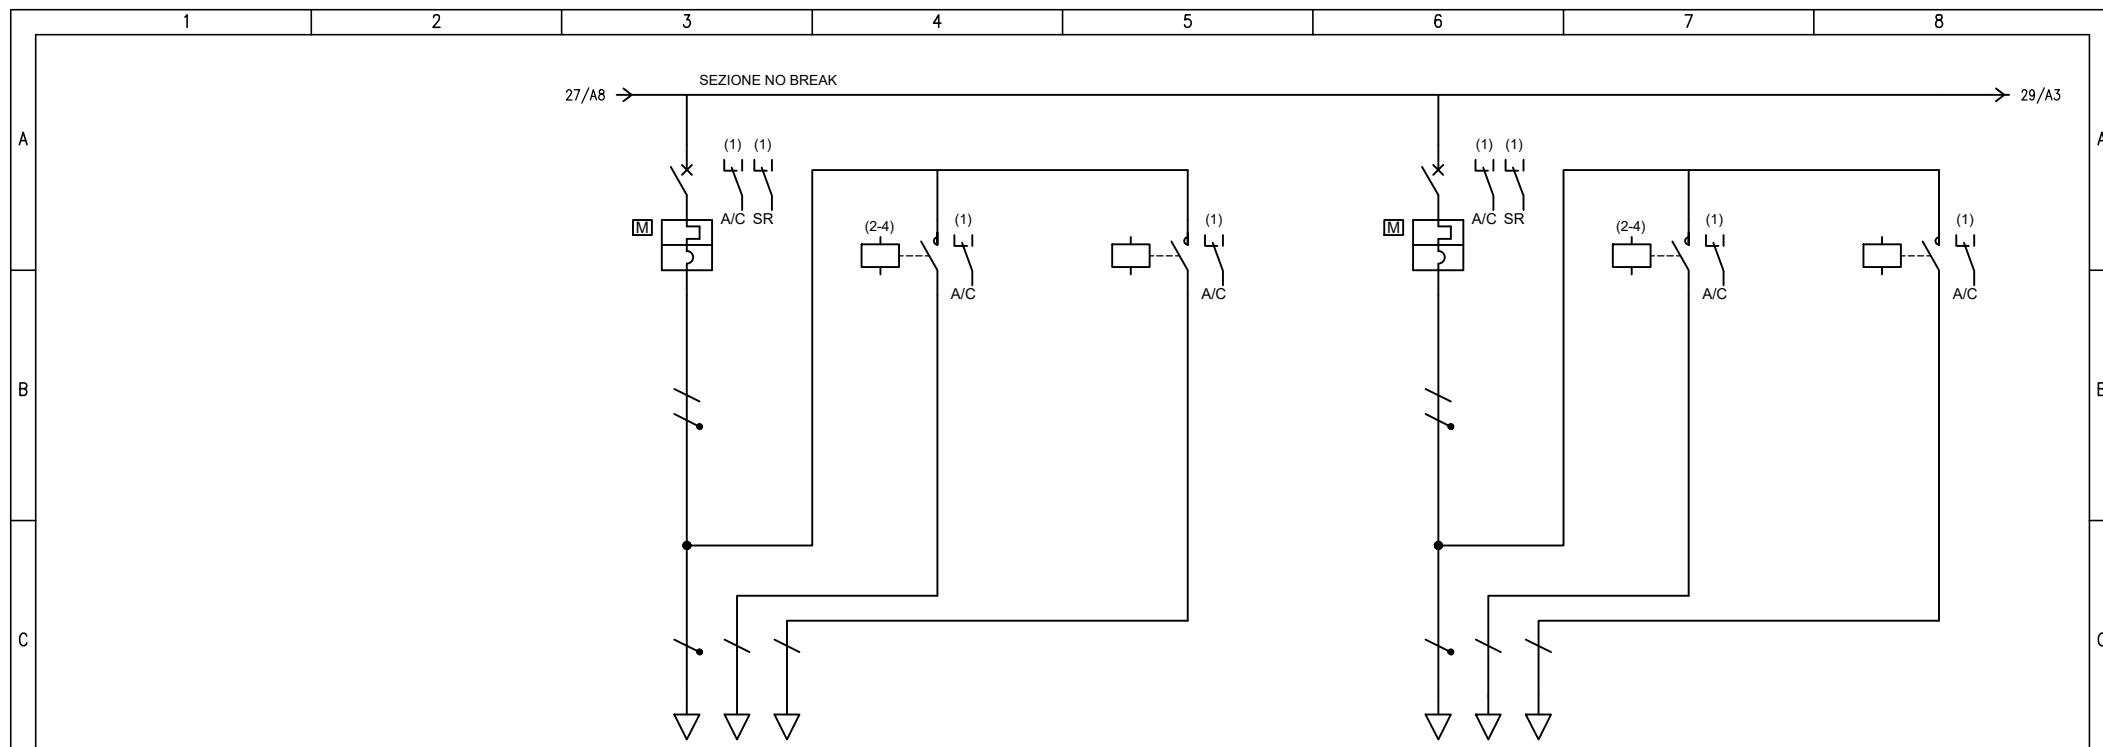 1 2 3 4 5 6 7 8
SEZIONE NO BREAK
27/A8 29/A3
A A
(1) (1) (1) (1)
A/C SR A/C SR
M (2-4) (1) (1) M (2-4) (1) (1)
A/C A/C A/C A/C
B B
C C